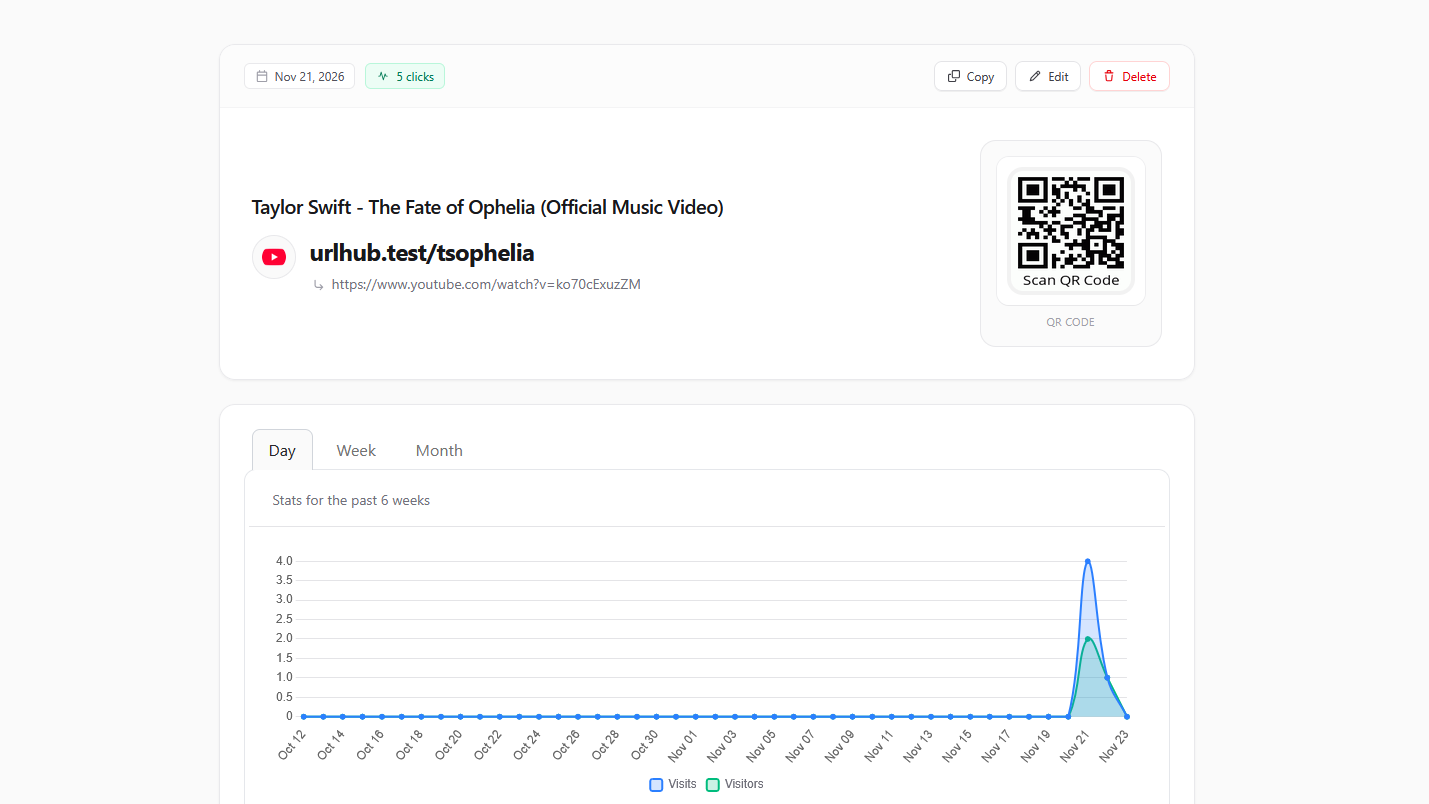 Nov 21, 2026
5 clicks
Copy
Edit
Delete
Taylor Swift - The Fate of Ophelia (Official Music Video)
urlhub.test/tsophelia
https://www.youtube.com/watch?v=ko70cExuzZM
Scan QR Code
QR CODE
Day
Week
Month
Stats for the past 6 weeks
4.0
3.5
3.0
2.5
2.0
1.5
1.0
0.5
0
Oct 12
Oct 14
Oct 16
Oct 18
Oct 20
Oct 22
Oct 24
Oct 26
Oct 28
Oct 30
Nov 01
Nov 03
Nov 05
Nov 07
Nov 09
Nov 11
Nov 13
Nov 15
Nov 17
Nov 19
Nov 21
Nov 23
Visits
Visitors